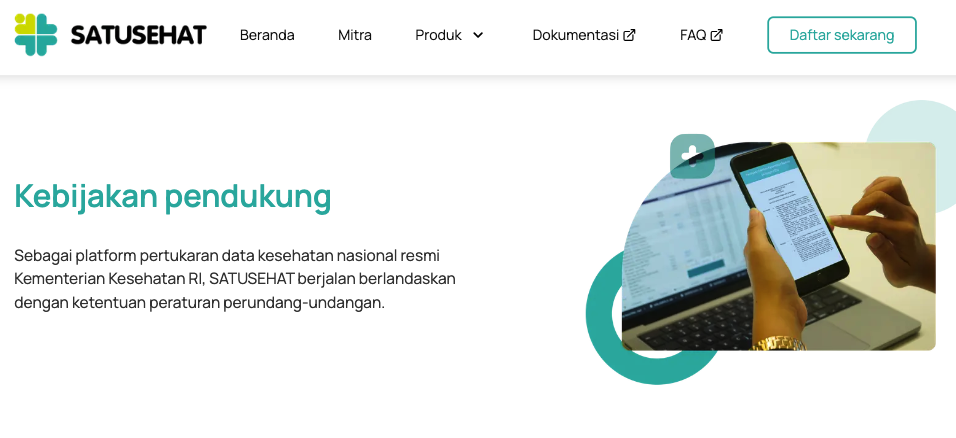 SATUSEHAT
Beranda
Mitra
Produk
Dokumentasi
FAQ
Daftar sekarang
Kebijakan pendukung
Sebagai platform pertukaran data kesehatan nasional resmi
Kementerian Kesehatan RI, SATUSEHAT berjalan berlandaskan
dengan ketentuan peraturan perundang-undangan.